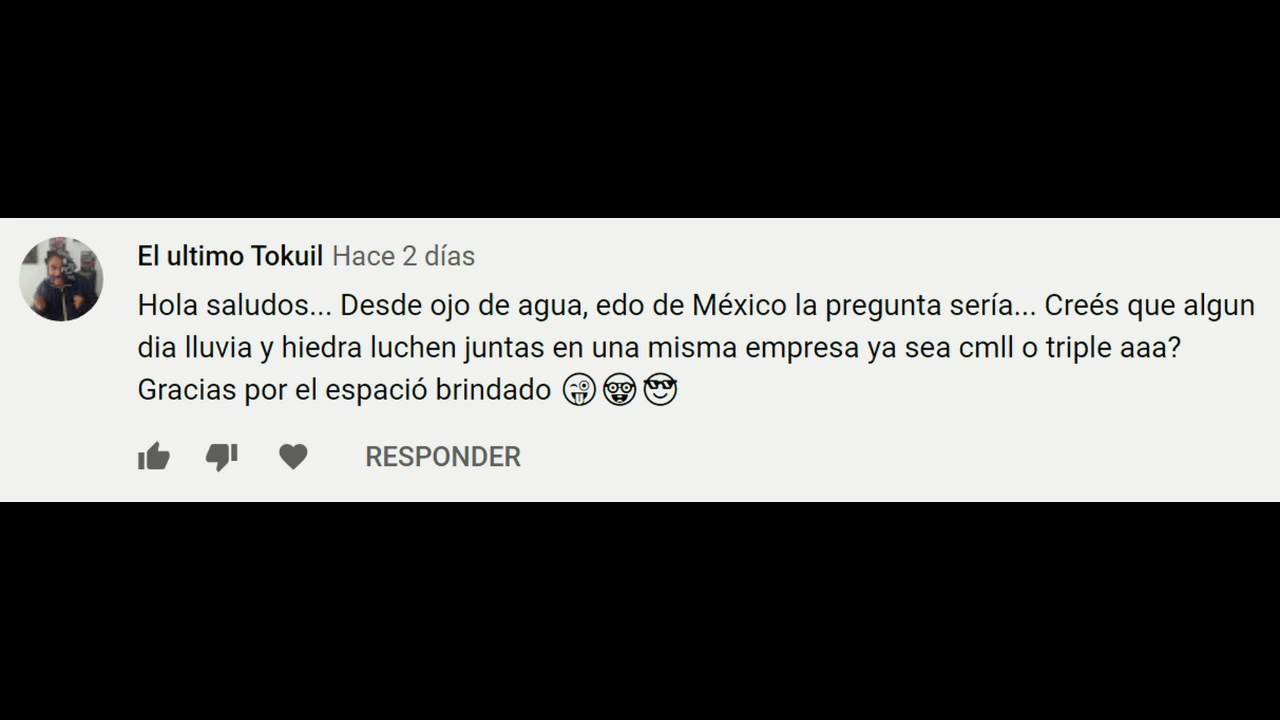 El ultimo Tokuil Hace 2 días
Hola saludos... Desde ojo de agua, edo de México la pregunta sería... Creés que algun
dia lluvia y hiedra luchen juntas en una misma empresa ya sea cmll o triple aaa?
Gracias por el espació brindado 😜🤓😎
RESPONDER